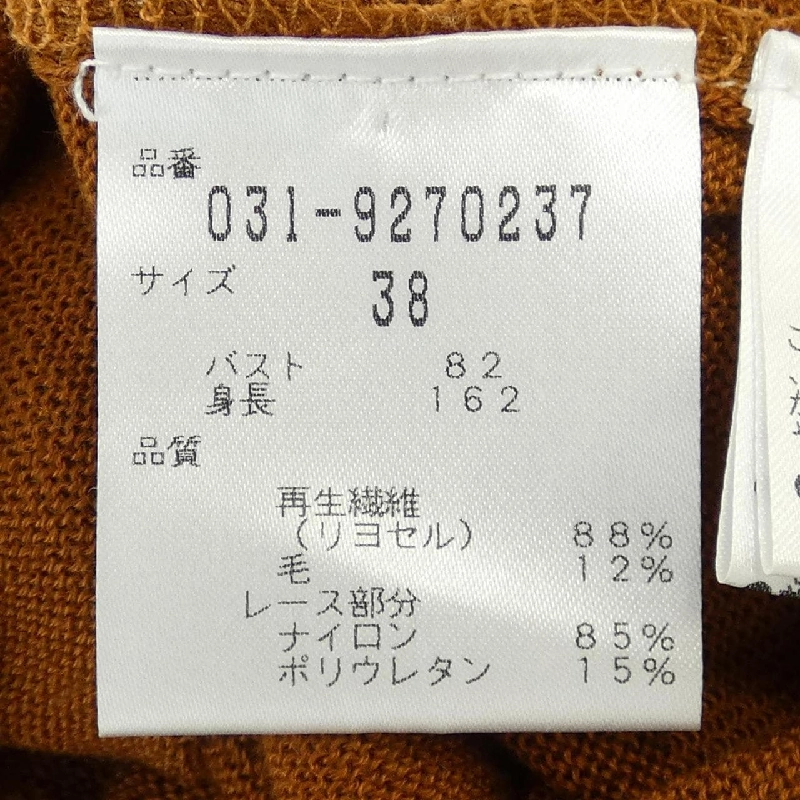 品番
031-9270237
サイズ 38
バスト 82
身長 162
品質
再生繊維
(リヨセル) 88%
毛 12%
レース部分
ナイロン 85%
ポリウレタン 15%